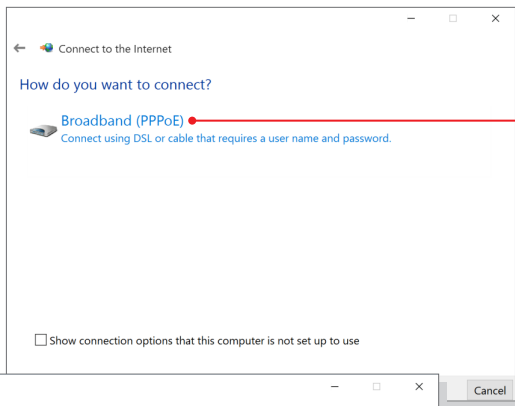 Connect to the Internet
How do you want to connect?
Broadband (PPPoE)
Connect using DSL or cable that requires a user name and password.
Show connection options that this computer is not set up to use
Cancel